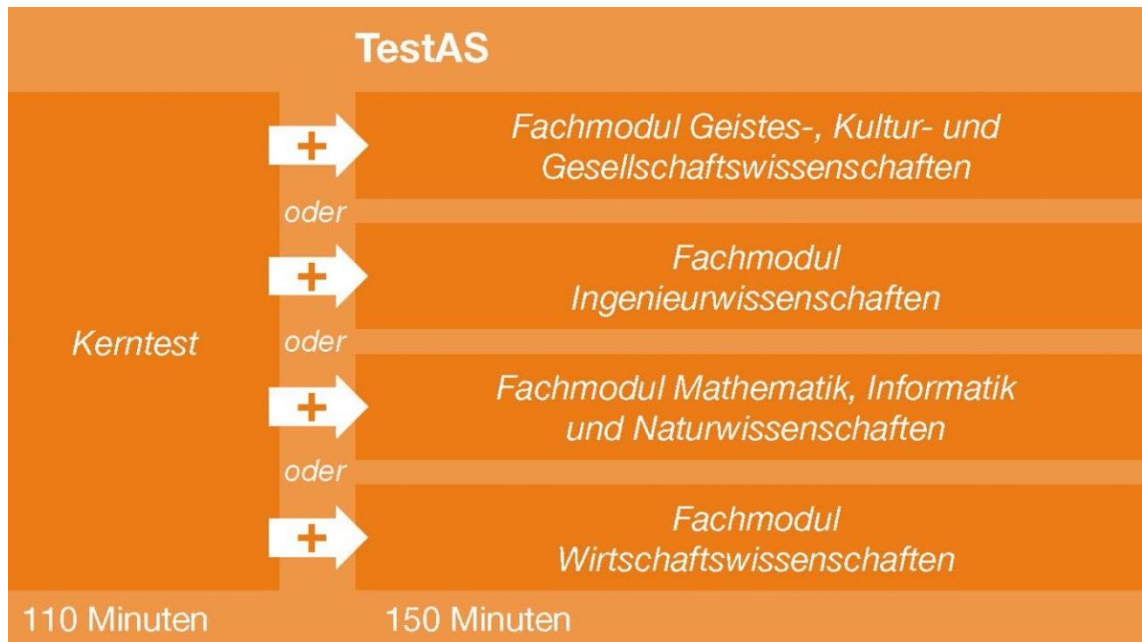 TestAS
Kerntest
+
Fachmodul Geistes-, Kultur- und
Gesellschaftswissenschaften
oder
+
Fachmodul
Ingenieurwissenschaften
oder
+
Fachmodul Mathematik, Informatik
und Naturwissenschaften
oder
+
Fachmodul
Wirtschaftswissenschaften
110 Minuten
150 Minuten